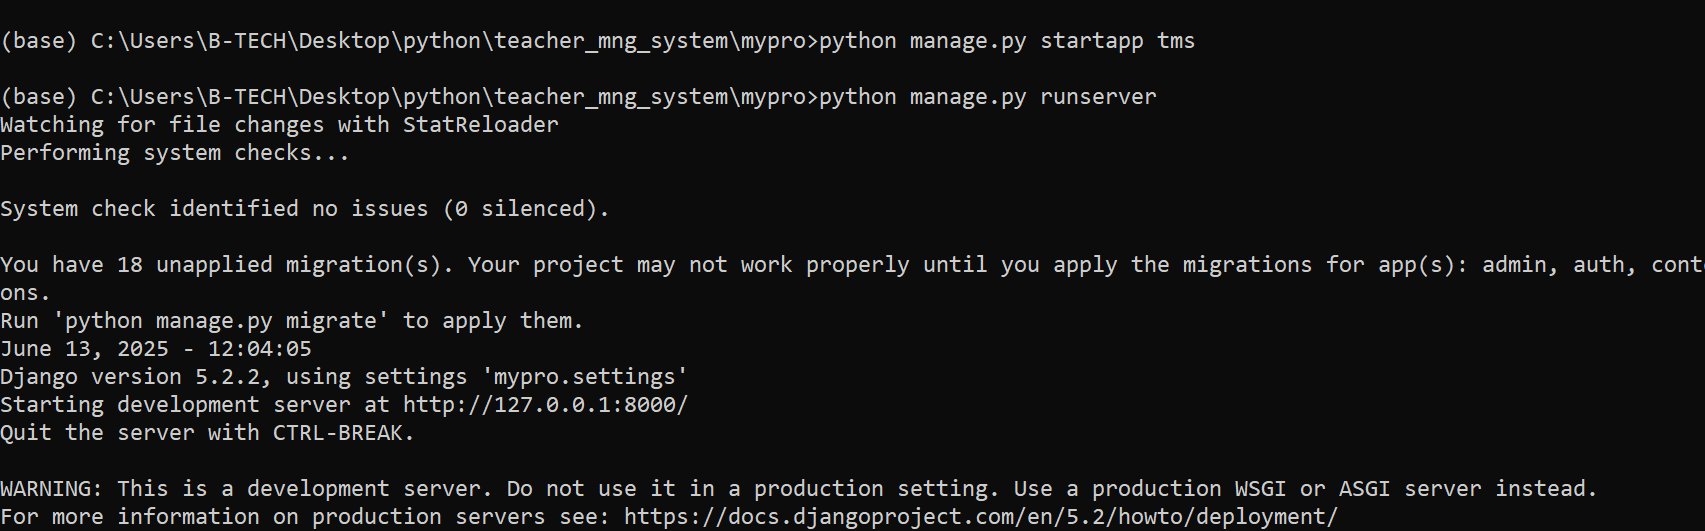 (base) C:\Users\B-TECH\Desktop\python\teacher_mng_system\mypro>python manage.py startapp tms
(base) C:\Users\B-TECH\Desktop\python\teacher_mng_system\mypro>python manage.py runserver
Watching for file changes with StatReloader
Performing system checks...
System check identified no issues (0 silenced).
You have 18 unapplied migration(s). Your project may not work properly until you apply the migrations for app(s): admin, auth,
ons.
Run 'python manage.py migrate' to apply them.
June 13, 2025 - 12:04:05
Django version 5.2.2, using settings 'mypro.settings'
Starting development server at http://127.0.0.1:8000/
Quit the server with CTRL-BREAK.
WARNING: This is a development server. Do not use it in a production setting. Use a production WSGI or ASGI server instead.
For more information on production servers see: https://docs.djangoproject.com/en/5.2/howto/deployment/